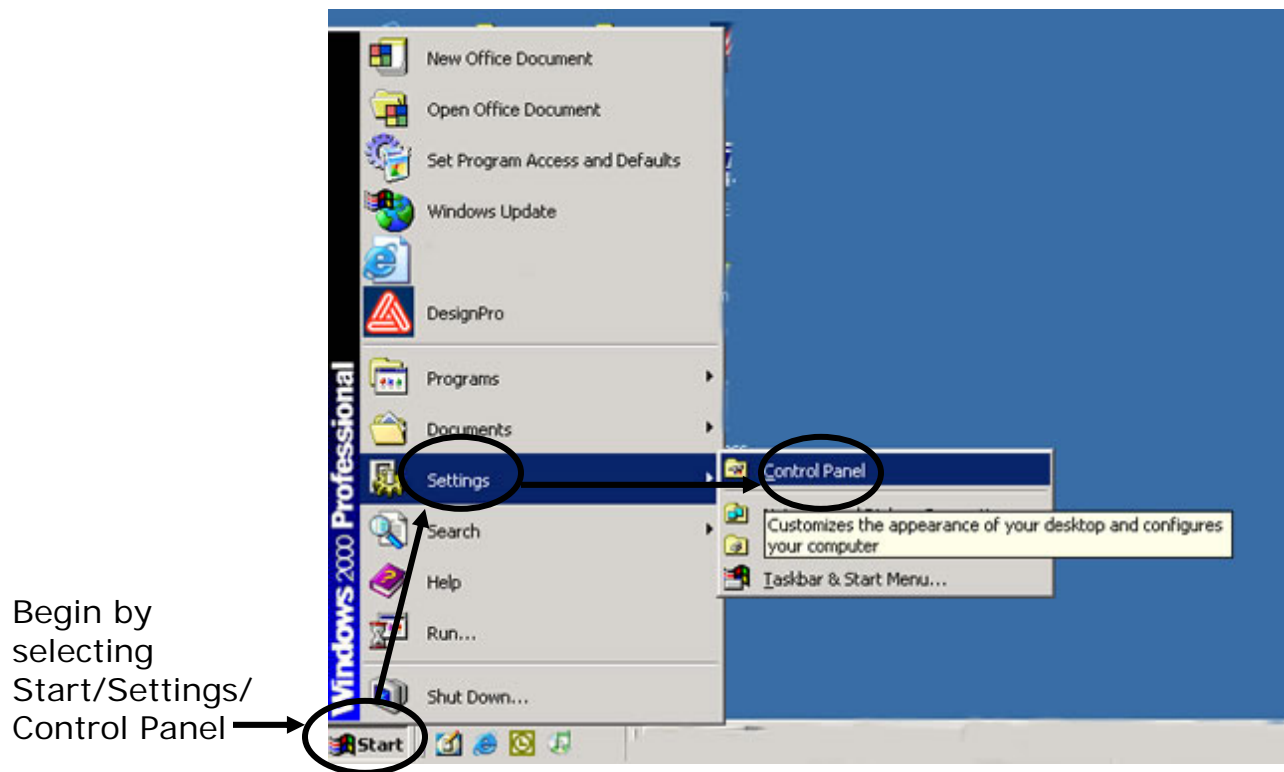 New Office Document
Open Office Document
Set Program Access and Defaults
Windows Update
DesignPro
Programs
Documents
Settings
Search
Help
Run...
Shut Down...
Windows 2000 Professional
Control Panel
Customizes the appearance of your desktop and configures
your computer
Taskbar & Start Menu...
Begin by
selecting
Start/Settings/
Control Panel
Start